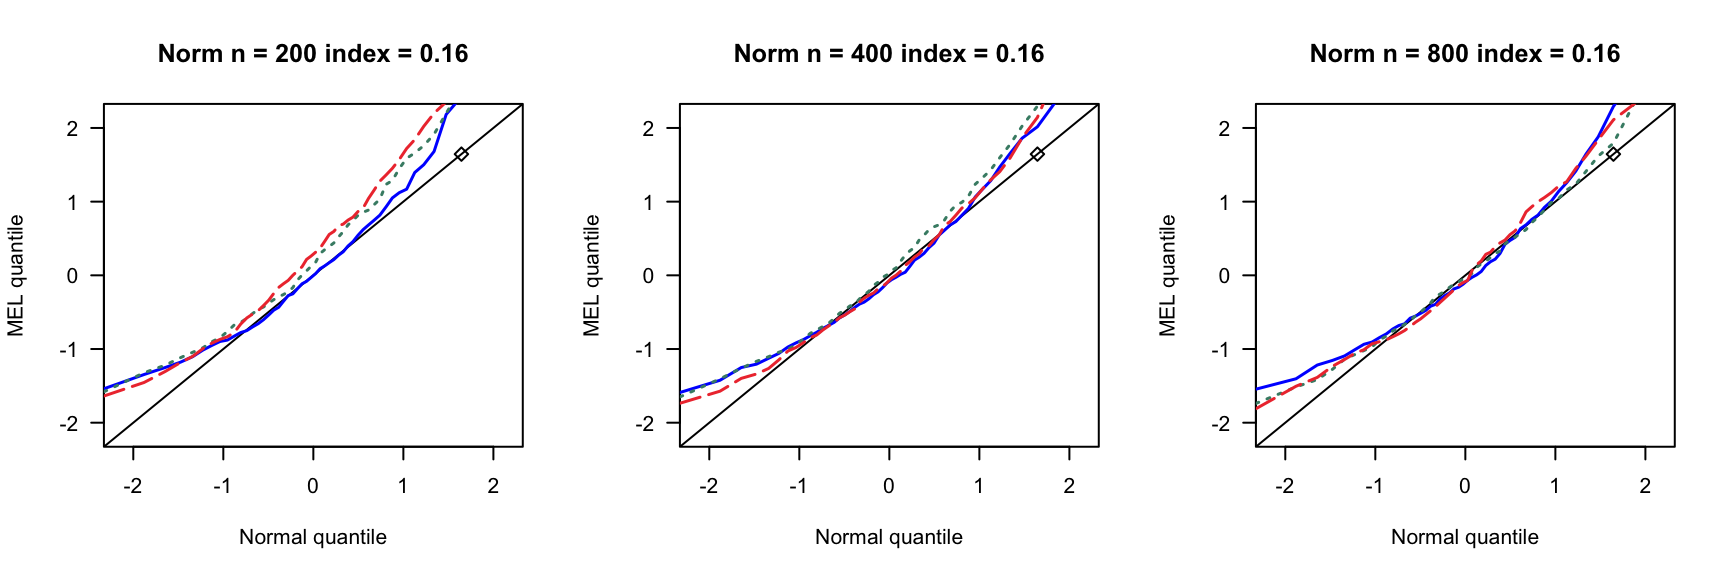 Norm n = 200 index = 0.16
MEL quantile
2
1
0
-1
-2
-2 -1 0 1 2
Normal quantile
Norm n = 400 index = 0.16
MEL quantile
2
1
0
-1
-2
-2 -1 0 1 2
Normal quantile
Norm n = 800 index = 0.16
MEL quantile
2
1
0
-1
-2
-2 -1 0 1 2
Normal quantile